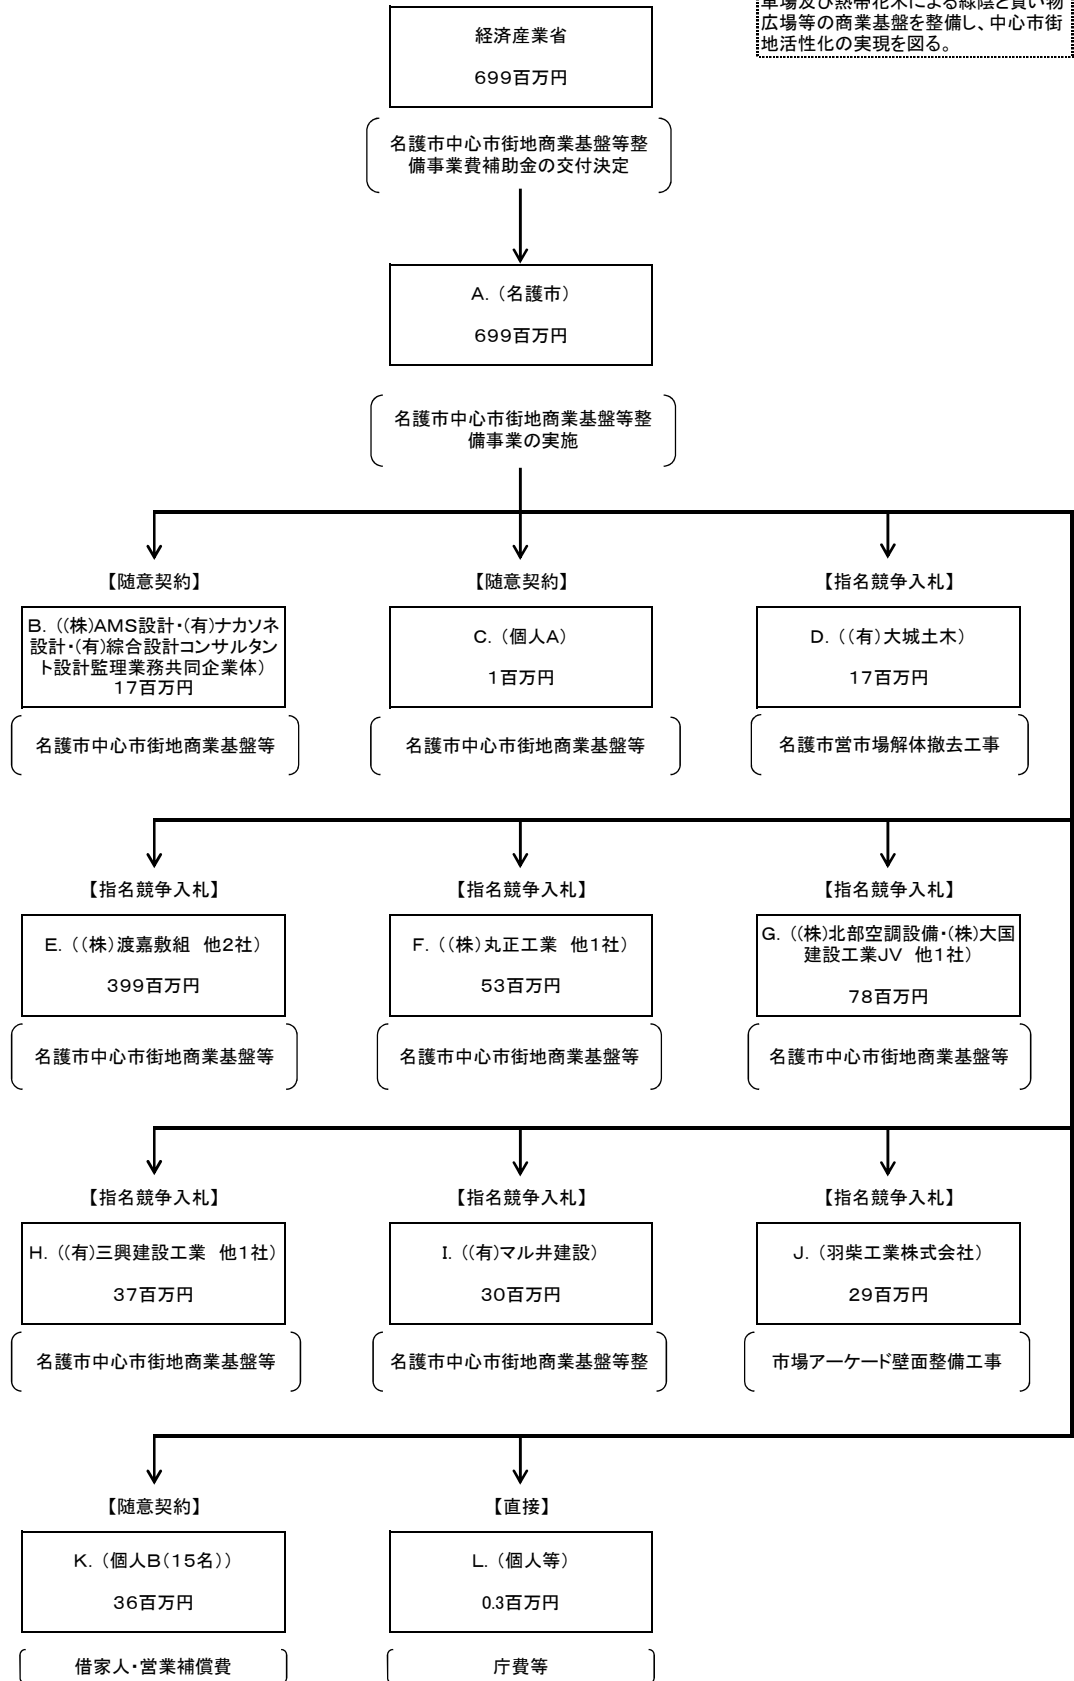 車場及び熱帯花木による緑陰と買い物
広場等の商業基盤を整備し、中心市街
地活性化の実現を図る。
経済産業省
699百万円
名護市中心市街地商業基盤等整
備事業費補助金の交付決定
A．（名護市）
699百万円
名護市中心市街地商業基盤等整
備事業の実施
【随意契約】
【随意契約】
【指名競争入札】
B．（(株)AMS設計・(有)ナカソネ
設計・(有)綜合設計コンサルタン
ト設計監理業務共同企業体）
17百万円
C．（個人A）
1百万円
D．（(有)大城土木）
17百万円
名護市中心市街地商業基盤等
名護市中心市街地商業基盤等
名護市営市場解体撤去工事
【指名競争入札】
【指名競争入札】
【指名競争入札】
E．（(株)渡嘉敷組　他2社）
399百万円
F．（(株)丸正工業　他1社）
53百万円
G．（(株)北部空調設備・(株)大国
建設工業JV　他1社）
78百万円
名護市中心市街地商業基盤等
名護市中心市街地商業基盤等
名護市中心市街地商業基盤等
【指名競争入札】
【指名競争入札】
【指名競争入札】
H．（(有)三興建設工業　他1社）
37百万円
I．（(有)マル井建設）
30百万円
J．（羽柴工業株式会社）
29百万円
名護市中心市街地商業基盤等
名護市中心市街地商業基盤等整
市場アーケード壁面整備工事
【随意契約】
【直接】
K．（個人B（15名））
36百万円
L．（個人等）
0.3百万円
借家人・営業補償費
庁費等